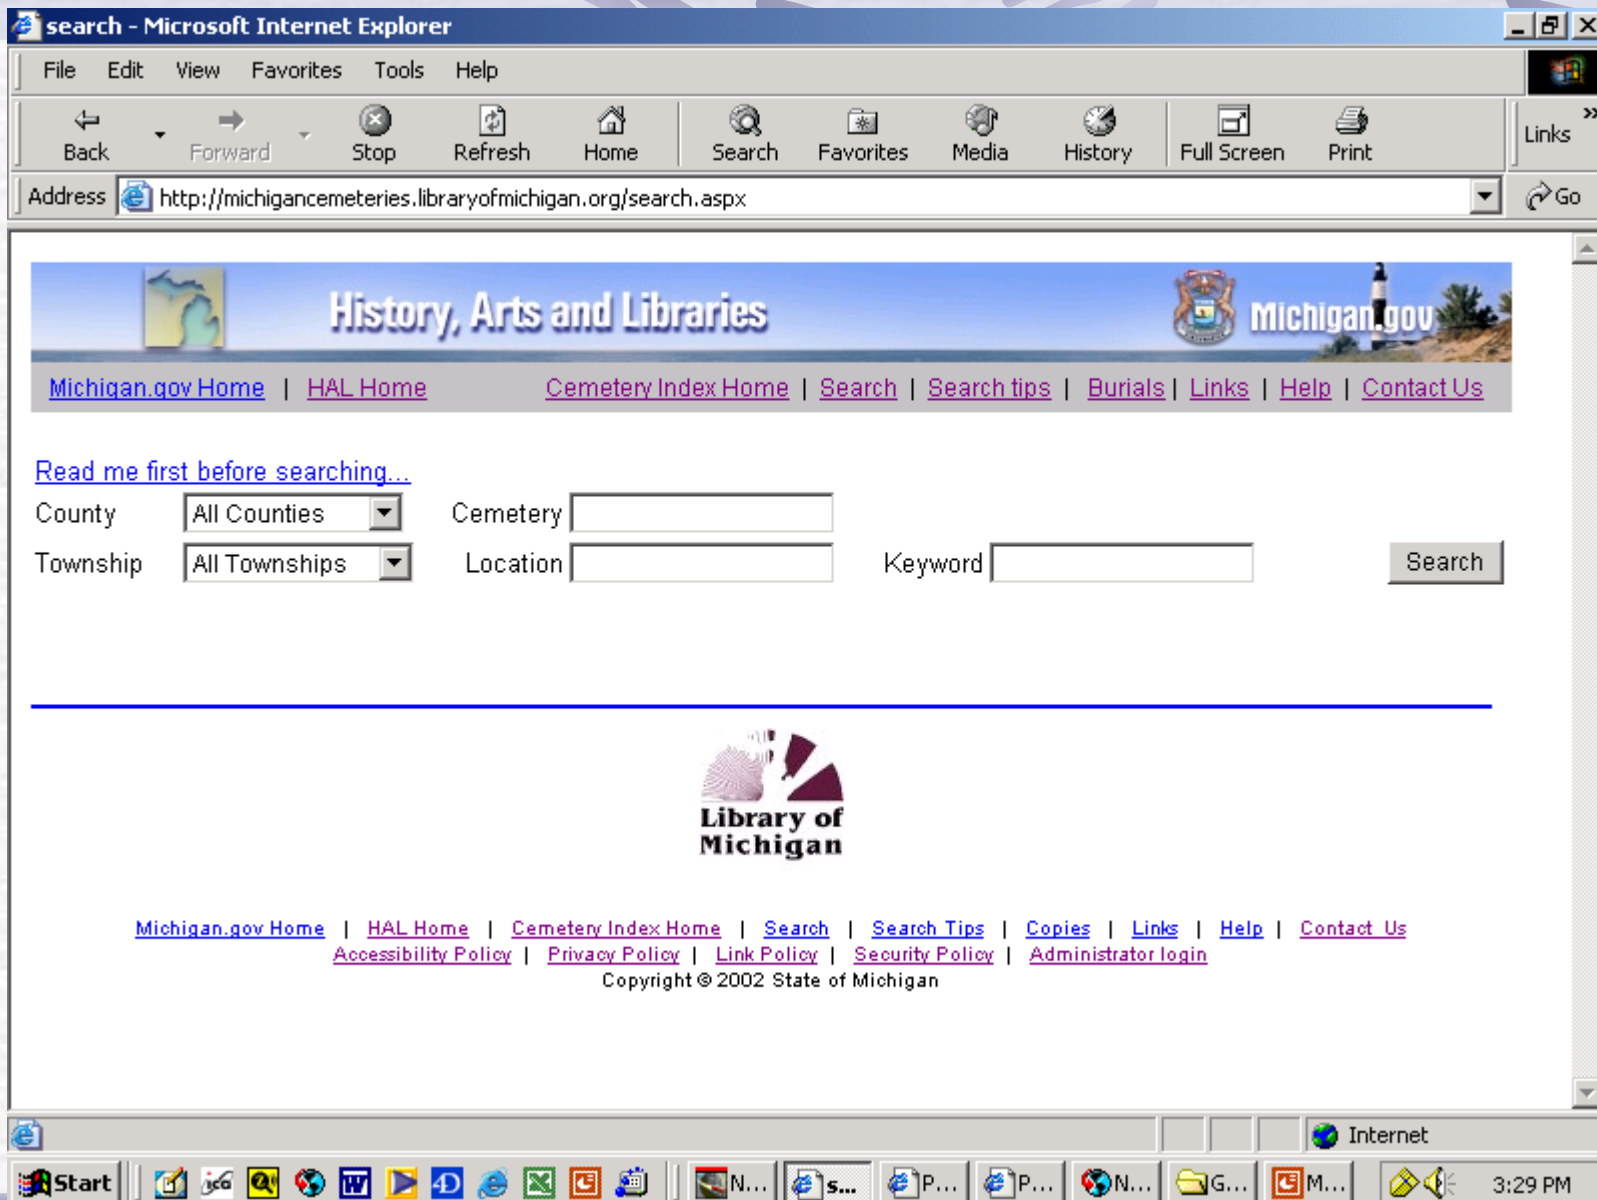 search - Microsoft Internet Explorer
File Edit View Favorites Tools Help
Back Forward Stop Refresh Home Search Favorites Media History Full Screen Print Links »
Address http://michigancemeteries.libraryofmichigan.org/search.aspx Go
History, Arts and Libraries Michigan.gov
Michigan.gov Home | HAL Home Cemetery Index Home | Search | Search tips | Burials | Links | Help | Contact Us
Read me first before searching...
County All Counties Cemetery
Township All Townships Location Keyword Search
Library of
Michigan
Michigan.gov Home | HAL Home | Cemetery Index Home | Search | Search Tips | Copies | Links | Help | Contact Us
Accessibility Policy | Privacy Policy | Link Policy | Security Policy | Administrator login
Copyright © 2002 State of Michigan
Internet
Start N... s... P... P... N... G... M... 3:29 PM